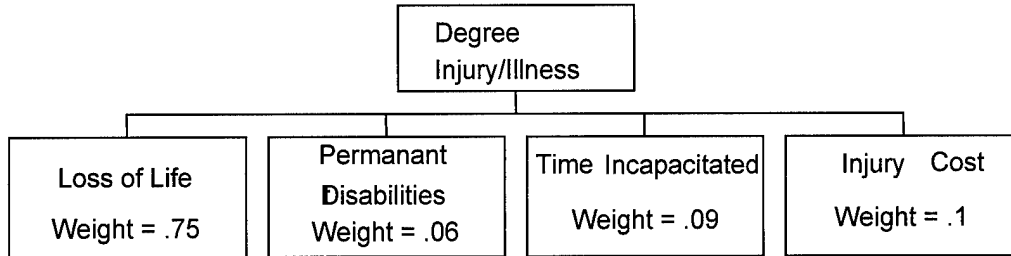 Degree
Injury/Illness
Loss of Life
Weight = .75
Permanant
Disabilities
Weight = .06
Time Incapacitated
Weight = .09
Injury Cost
Weight = .1